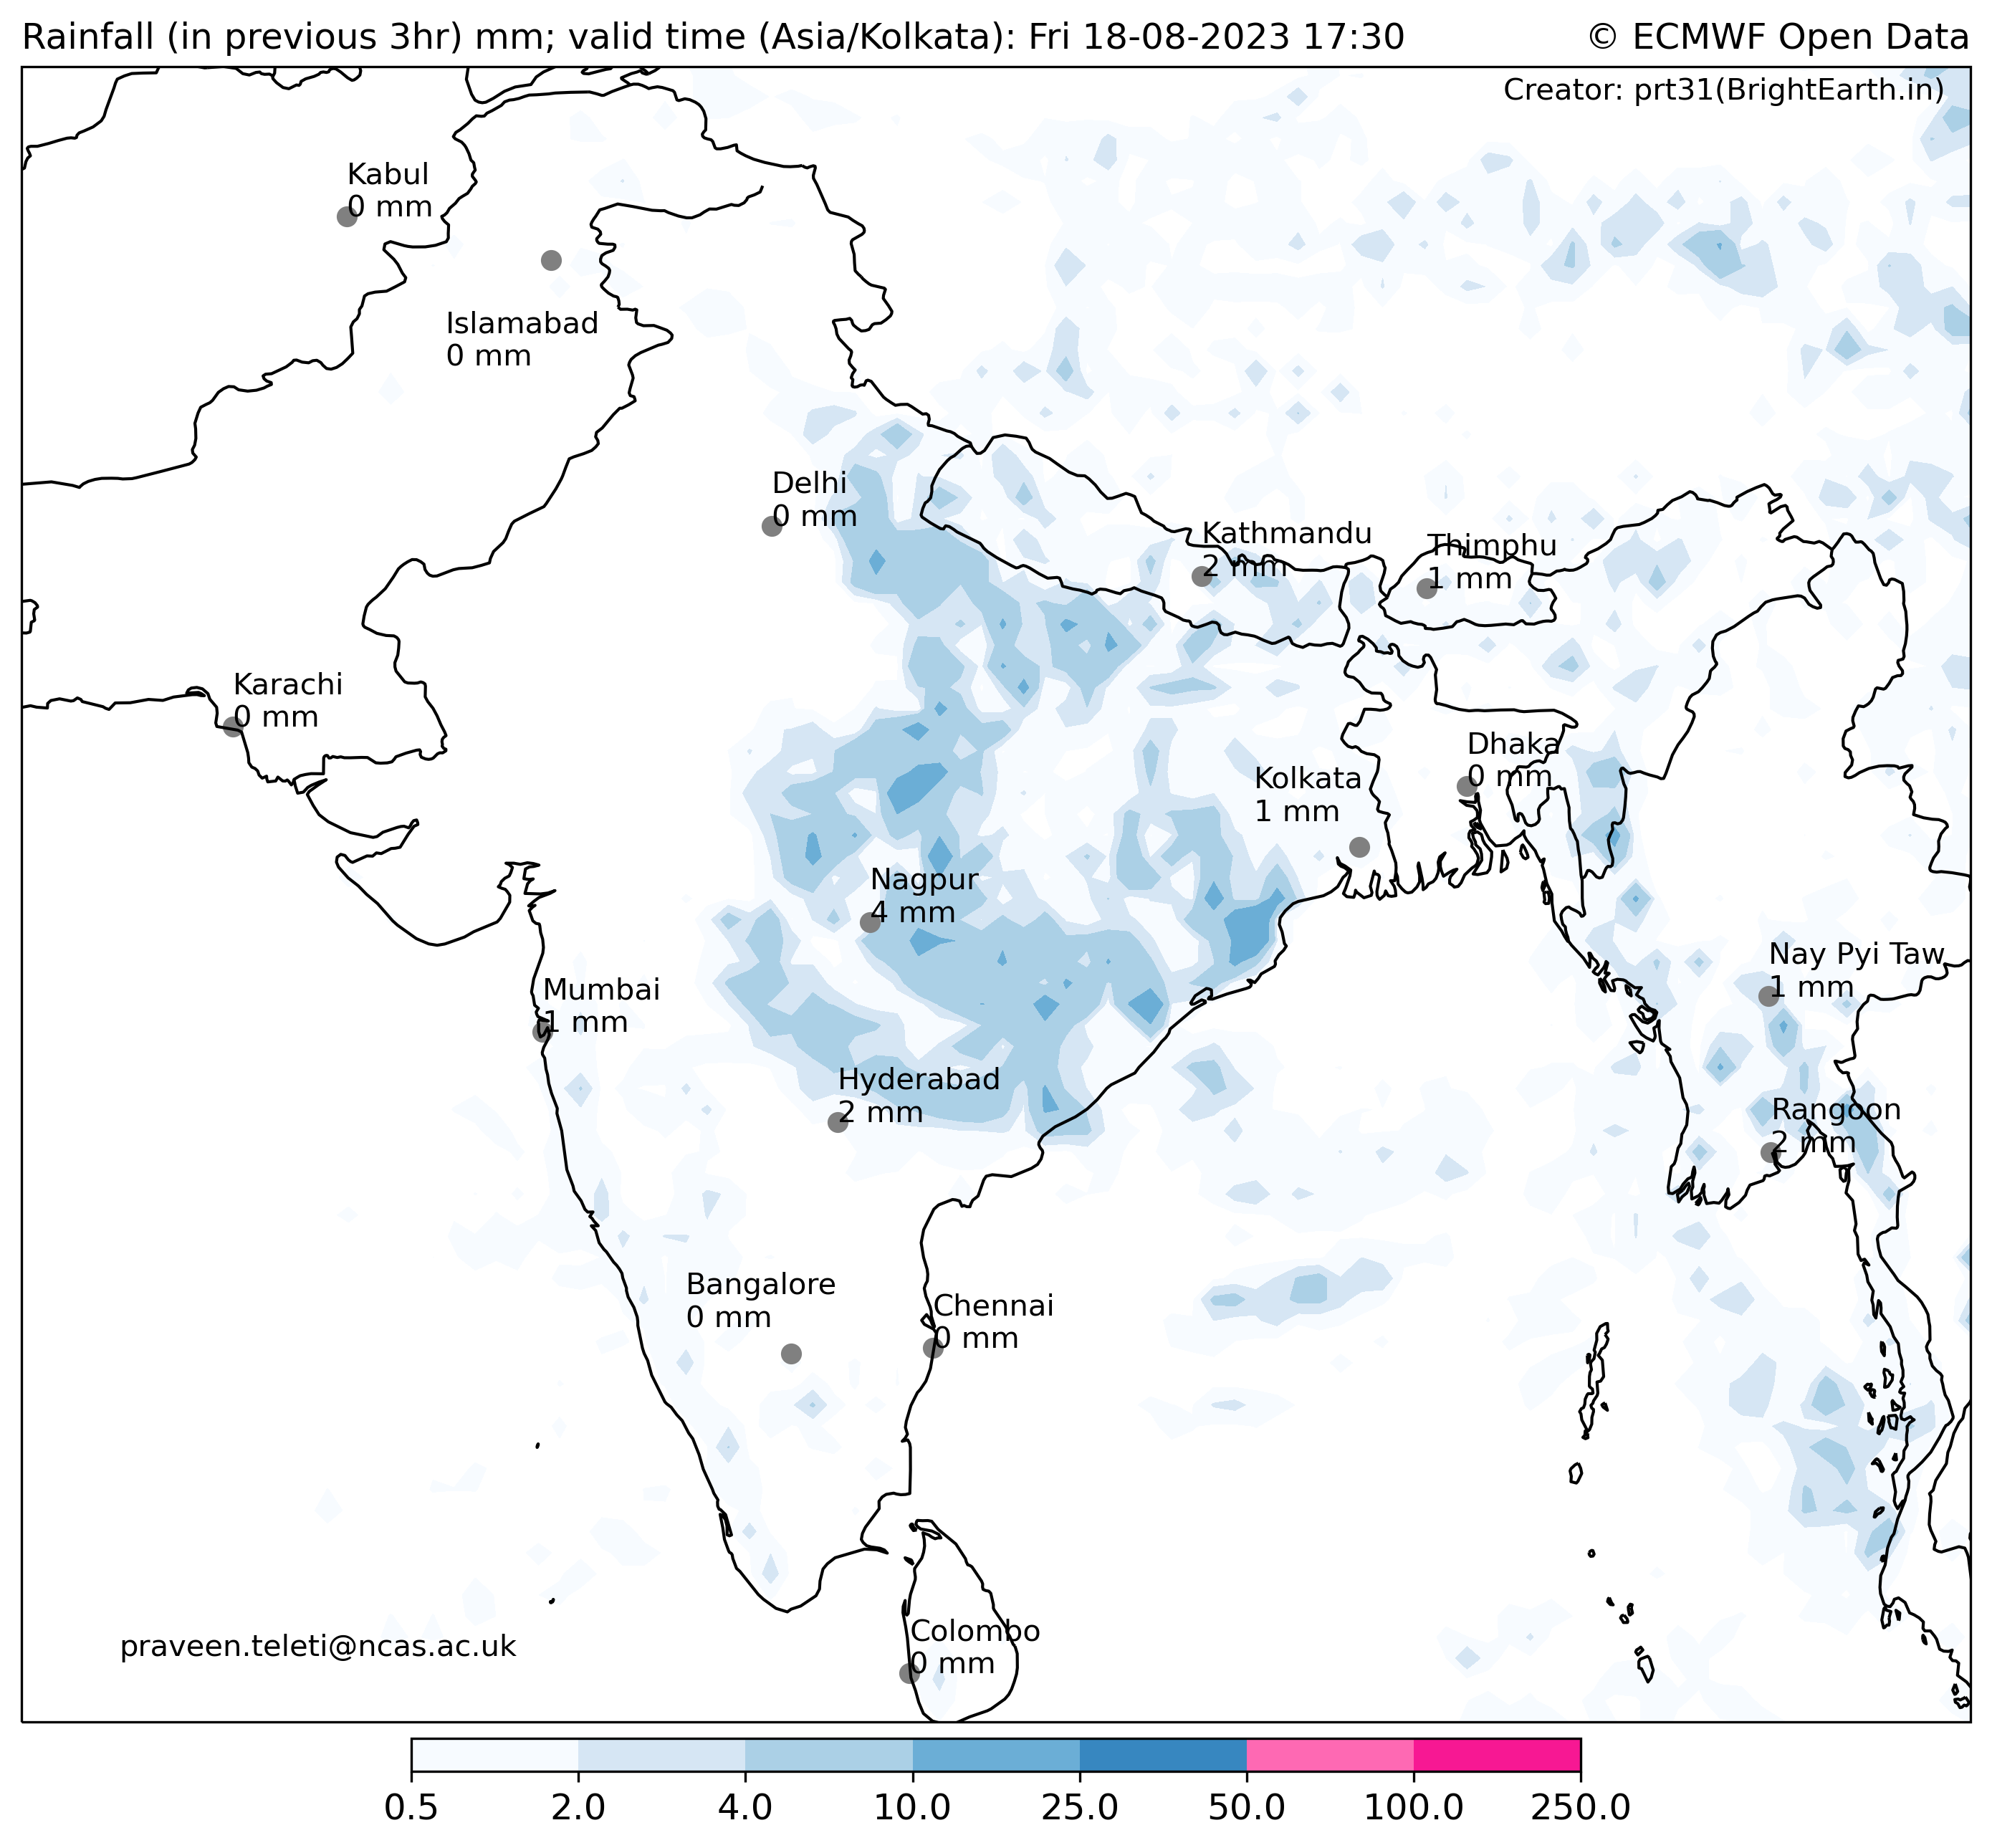 Rainfall (in previous 3hr) mm; valid time (Asia/Kolkata): Fri 18-08-2023 17:30
© ECMWF Open Data
Creator: prt31(BrightEarth.in)
Kabul
0 mm
Islamabad
0 mm
Delhi
0 mm
Kathmandu
2 mm
Thimphu
1 mm
Karachi
0 mm
Dhaka
0 mm
Kolkata
1 mm
Nagpur
4 mm
Nay Pyi Taw
1 mm
Mumbai
1 mm
Hyderabad
2 mm
Rangoon
2 mm
Bangalore
0 mm
Chennai
0 mm
Colombo
0 mm
praveen.teleti@ncas.ac.uk
0.5 2.0 4.0 10.0 25.0 50.0 100.0 250.0